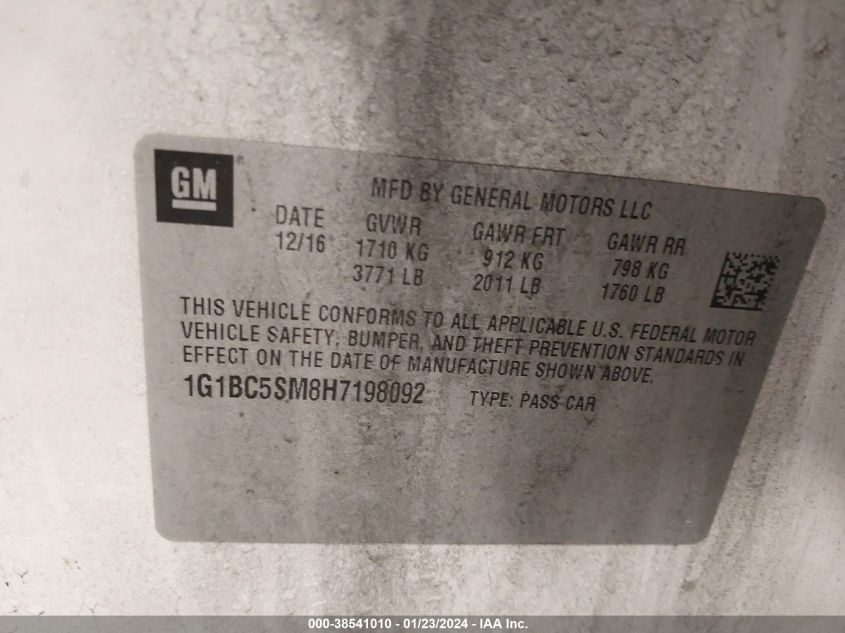 GM
MFD BY GENERAL MOTORS LLC
DATE GVWR GAWR FRT GAWR RR
12/16 1710 KG 912 KG 798 KG
3771 LB 2011 LB 1760 LB
THIS VEHICLE CONFORMS TO ALL APPLICABLE U.S. FEDERAL MOTOR
VEHICLE SAFETY, BUMPER, AND THEFT PREVENTION STANDARDS IN
EFFECT ON THE DATE OF MANUFACTURE SHOWN ABOVE.
1G1BC5SM8H7198092 TYPE: PASS CAR
000-38541010 - 01/23/2024 - IAA Inc.